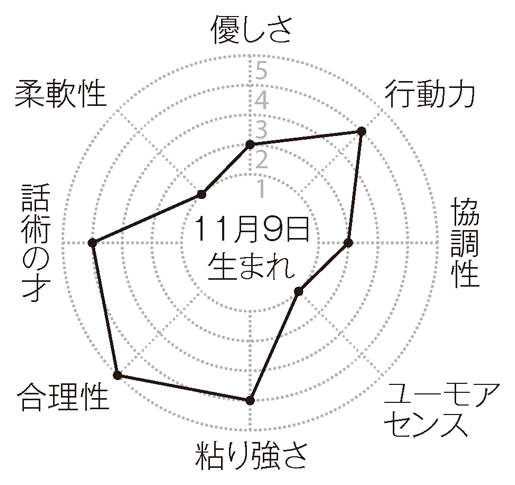 優しさ
行動力
協調性
ユーモア
センス
粘り強さ
合理性
話術の才
柔軟性
5
4
3
2
1
11月9日
生まれ